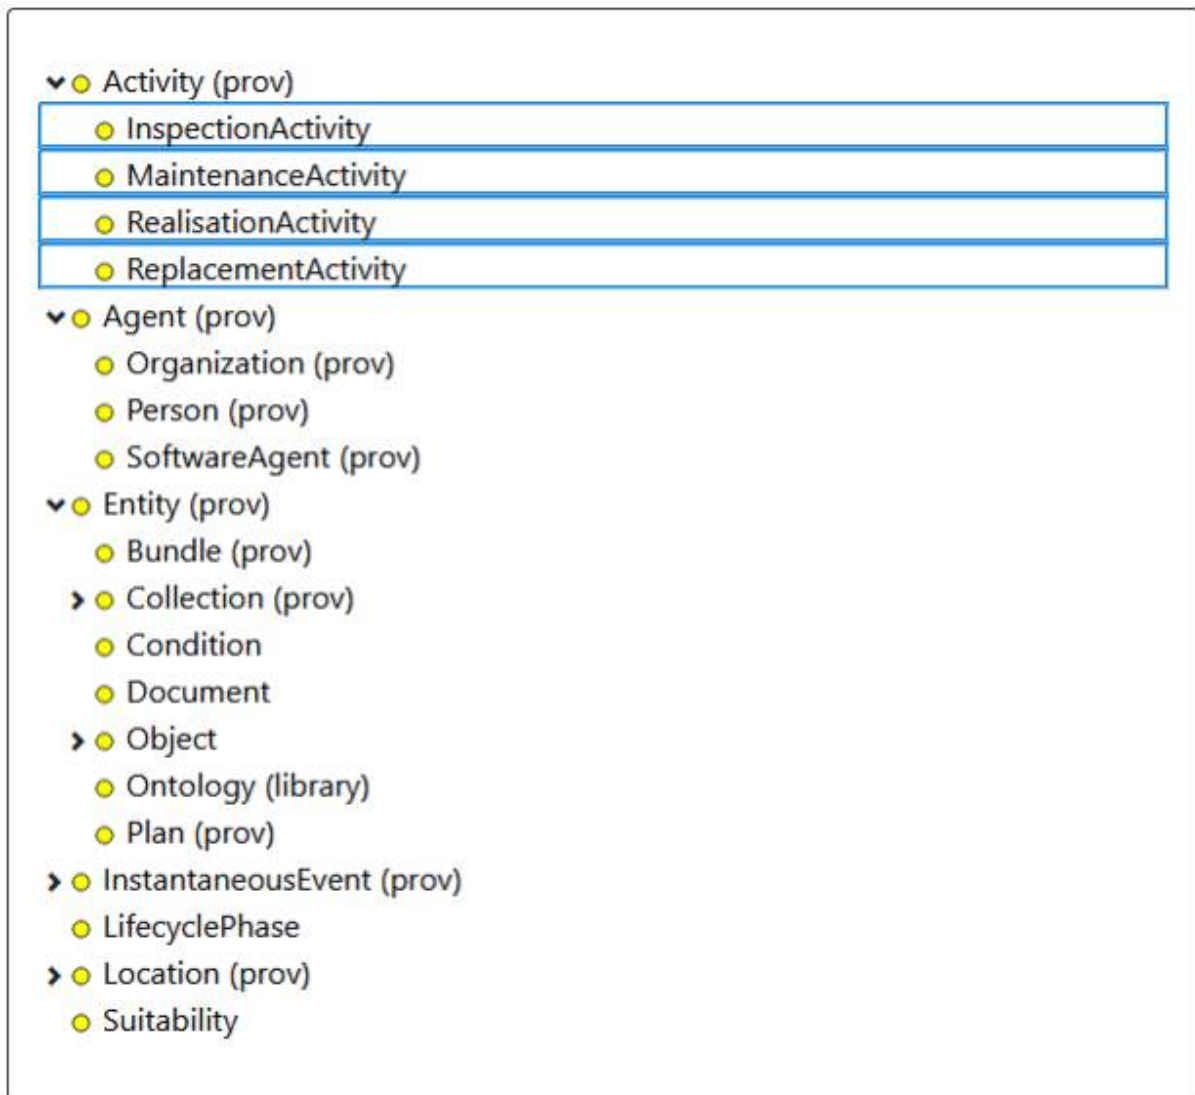 Activity (prov)
InspectionActivity
MaintenanceActivity
RealisationActivity
ReplacementActivity
Agent (prov)
Organization (prov)
Person (prov)
SoftwareAgent (prov)
Entity (prov)
Bundle (prov)
Collection (prov)
Condition
Document
Object
Ontology (library)
Plan (prov)
InstantaneousEvent (prov)
LifecyclePhase
Location (prov)
Suitability